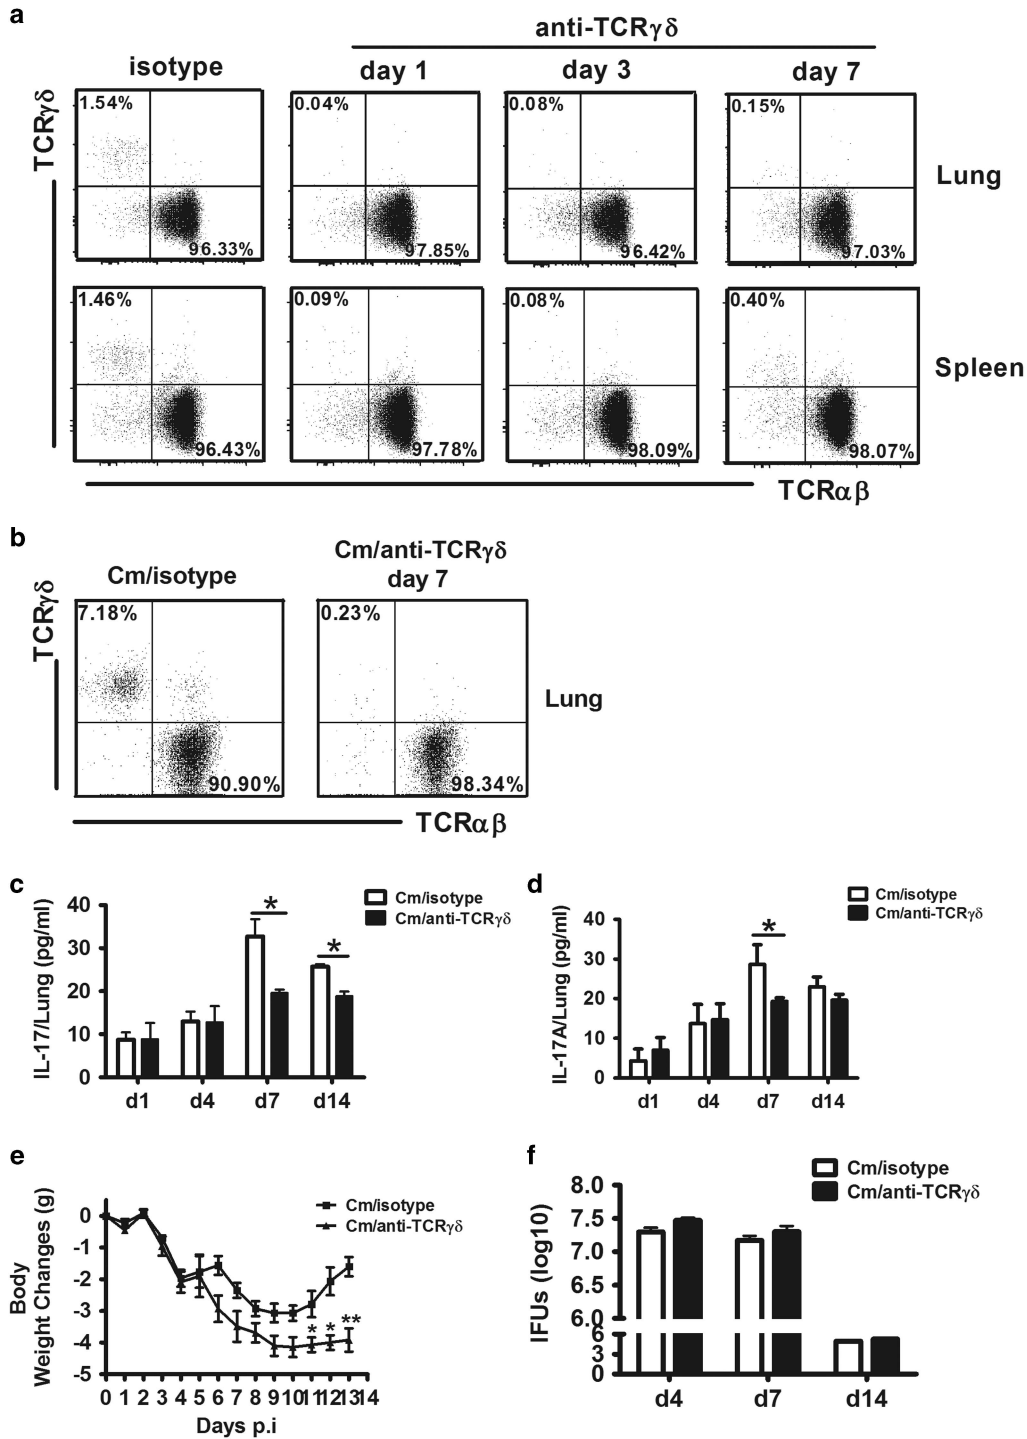 a
anti-TCRγδ
isotype day 1 day 3 day 7
TCRγδ
1.54% 0.04% 0.08% 0.15%
Lung
96.33% 97.85% 96.42% 97.03%
1.46% 0.09% 0.08% 0.40%
Spleen
96.43% 97.78% 98.09% 98.07%
TCRαβ
b
Cm/isotype
Cm/anti-TCRγδ
day 7
TCRγδ
7.18% 0.23%
Lung
90.90% 98.34%
TCRαβ
c
Cm/isotype
Cm/anti-TCRγδ
IL-17/Lung (pg/ml)
40
30
20
10
0
* *
d1 d4 d7 d14
d
Cm/isotype
Cm/anti-TCRγδ
IL-17A/Lung (pg/ml)
40
30
20
10
0
*
d1 d4 d7 d14
e
Cm/isotype
Cm/anti-TCRγδ
Body
Weight Changes (g)
0
-1
-2
-3
-4
-5
* * **
0 1 2 3 4 5 6 7 8 9 10 11 12 13 14
Days p.i
f
Cm/isotype
Cm/anti-TCRγδ
IFUs (log10)
8.0
7.5
7.0
6.5
6.0
6
3
0
d4 d7 d14